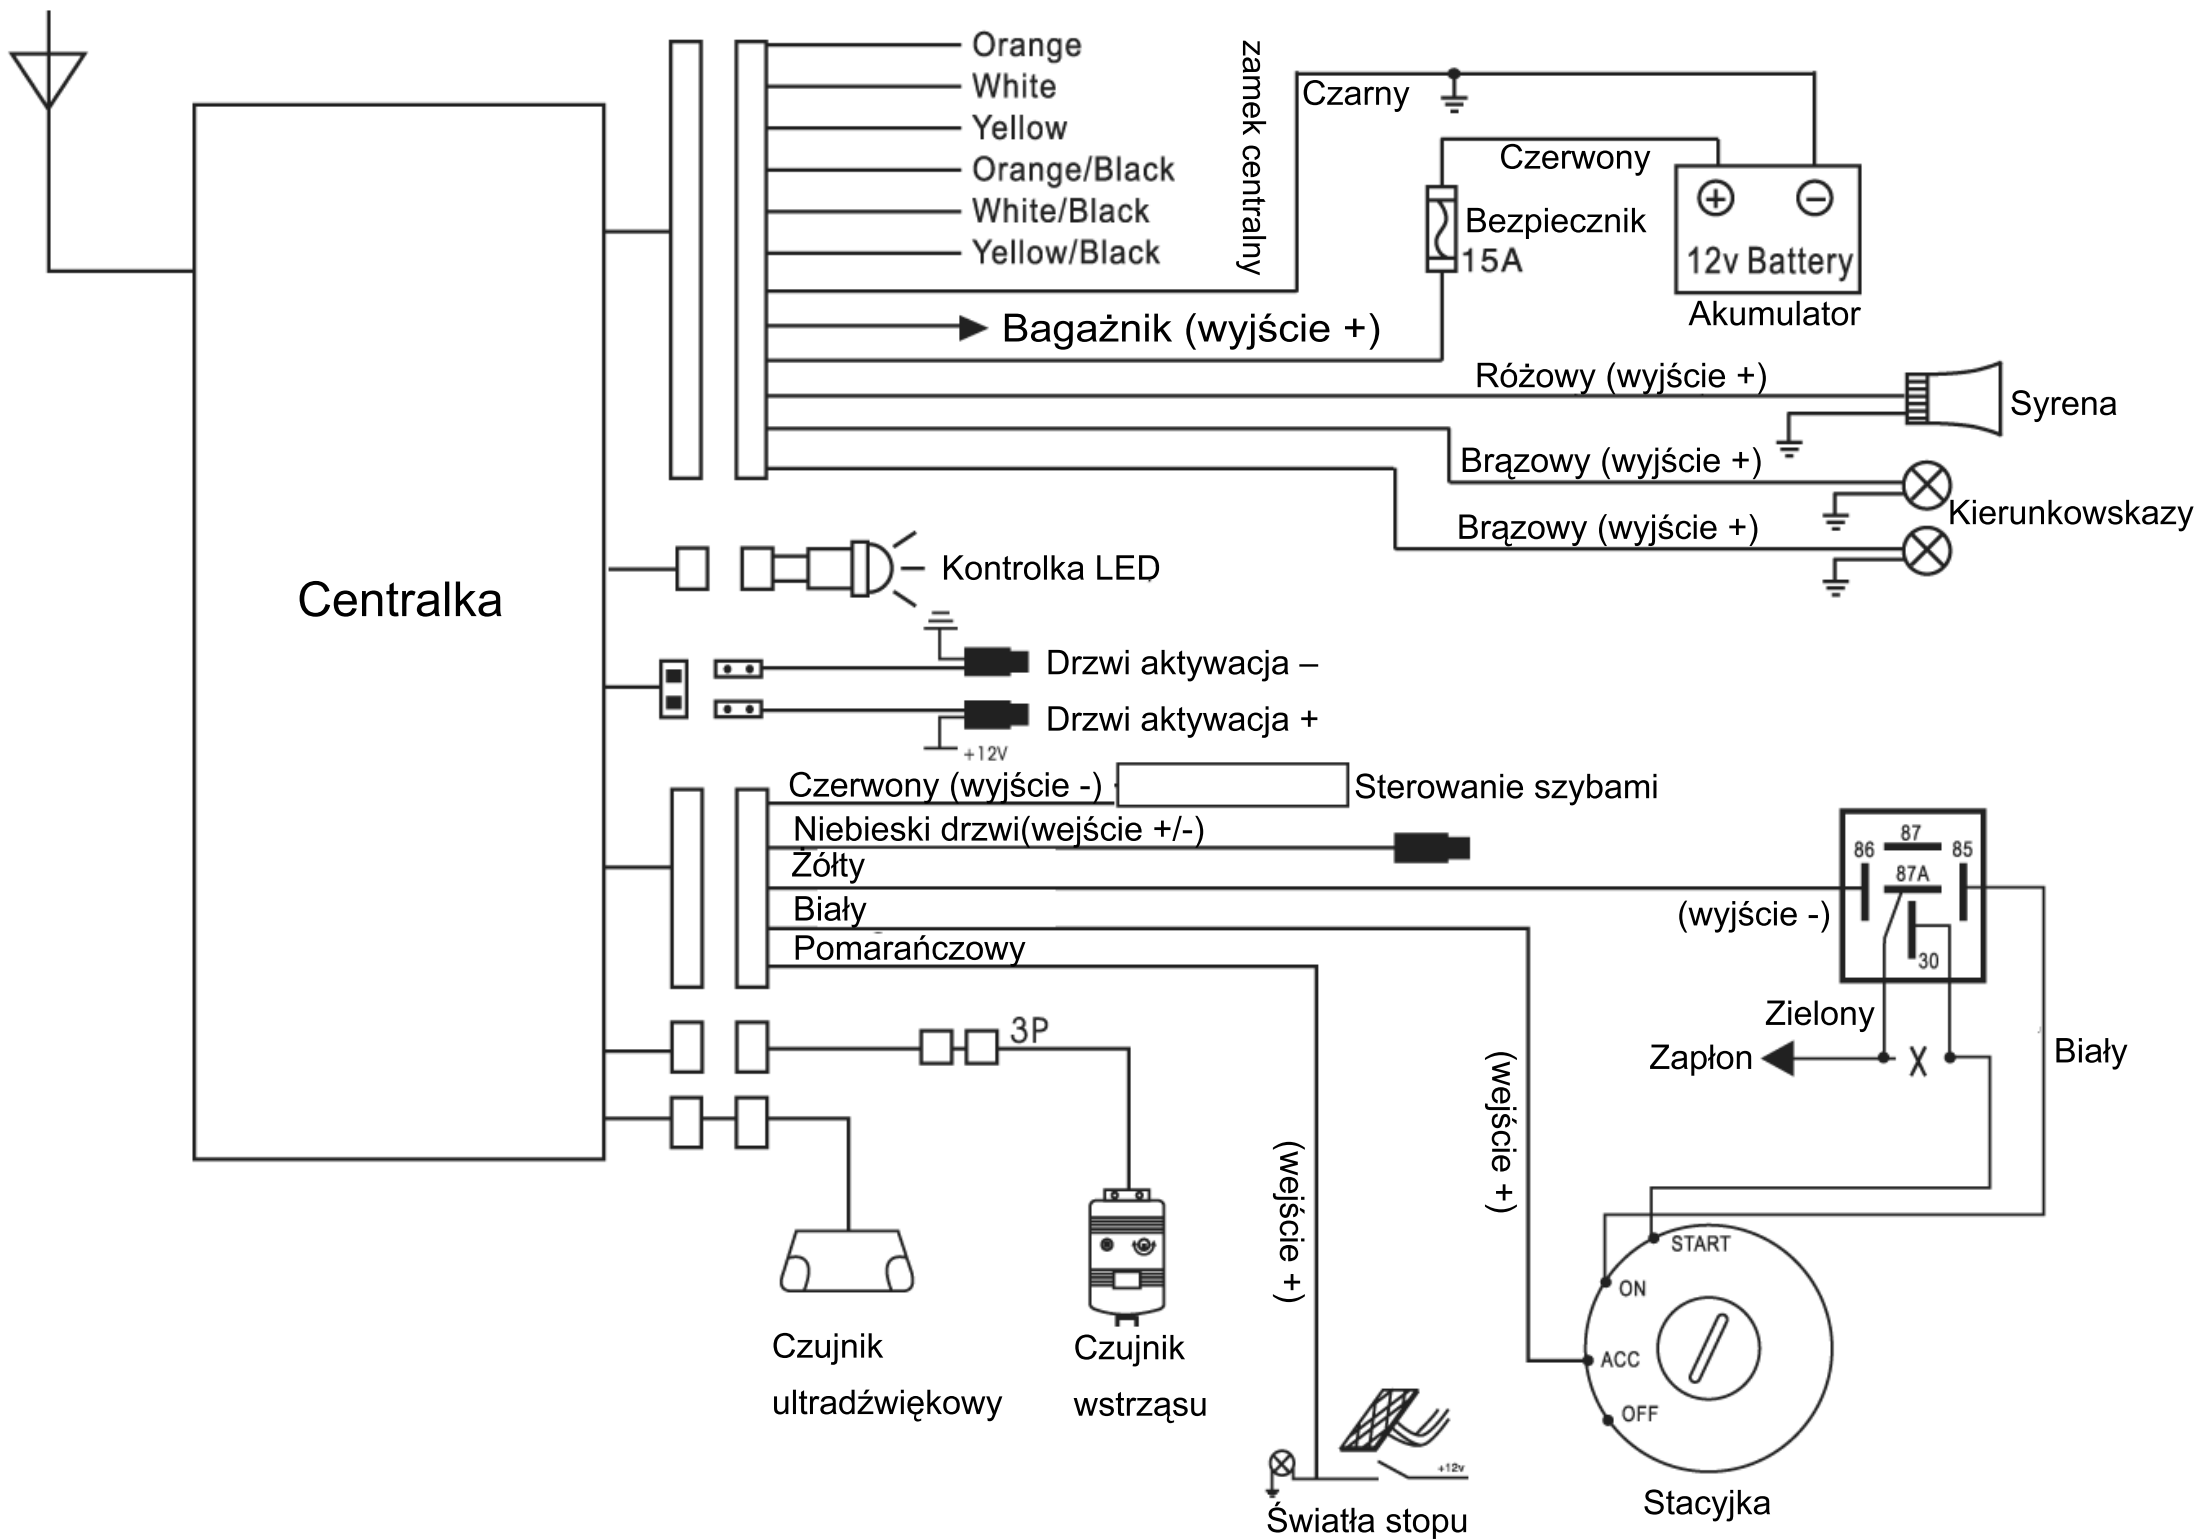 Orange
White
Yellow
Orange/Black
White/Black
Yellow/Black
zamek centralny
Czarny
Czerwony
Bezpiecznik
15A
+ −
12v Battery
Akumulator
Bagażnik (wyjście +)
Różowy (wyjście +)
Syrena
Brązowy (wyjście +)
Kierunkowskazy
Brązowy (wyjście +)
Centralka
Kontrolka LED
Drzwi aktywacja –
Drzwi aktywacja +
+12V
Czerwony (wyjście -)
Sterowanie szybami
Niebieski drzwi(wejście +/-)
Żółty
(wyjście -)
Biały
Pomarańczowy
87
86
85
87A
30
Zielony
Zapłon
X
Biały
3P
(wejście +)
(wejście +)
START
ON
ACC
OFF
Stacyjka
Czujnik
ultradźwiękowy
Czujnik
wstrząsu
+12v
Światła stopu